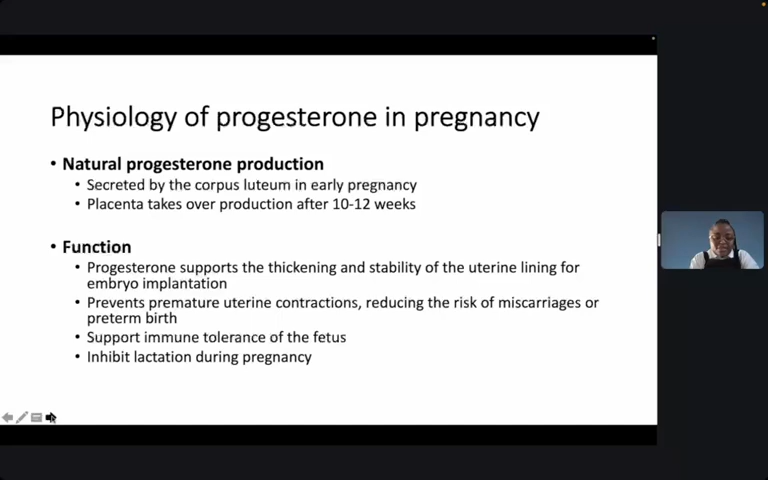 Physiology of progesterone in pregnancy
• Natural progesterone production
• Secreted by the corpus luteum in early pregnancy
• Placenta takes over production after 10-12 weeks
• Function
• Progesterone supports the thickening and stability of the uterine lining for
embryo implantation
• Prevents premature uterine contractions, reducing the risk of miscarriages or
preterm birth
• Support immune tolerance of the fetus
• Inhibit lactation during pregnancy